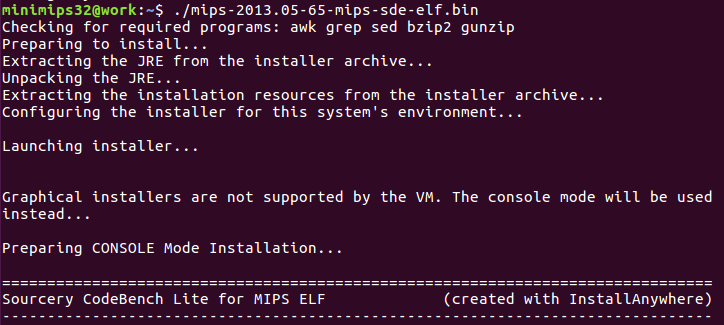 minimips32@work:~$ ./mips-2013.05-65-mips-sde-elf.bin
Checking for required programs: awk grep sed bzip2 gunzip
Preparing to install...
Extracting the JRE from the installer archive...
Unpacking the JRE...
Extracting the installation resources from the installer archive...
Configuring the installer for this system's environment...
Launching installer...
Graphical installers are not supported by the VM. The console mode will be used
instead...
Preparing CONSOLE Mode Installation...
===============================================================================
Sourcery CodeBench Lite for MIPS ELF             (created with InstallAnywhere)
-------------------------------------------------------------------------------